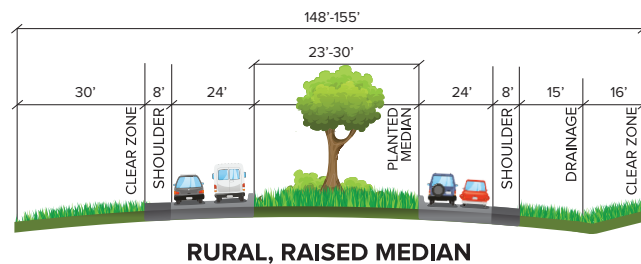 148'-155'
23'-30'
30'
8'
24'
24'
8'
15'
16'
CLEAR ZONE
SHOULDER
PLANTED
MEDIAN
SHOULDER
DRAINAGE
CLEAR ZONE
RURAL, RAISED MEDIAN